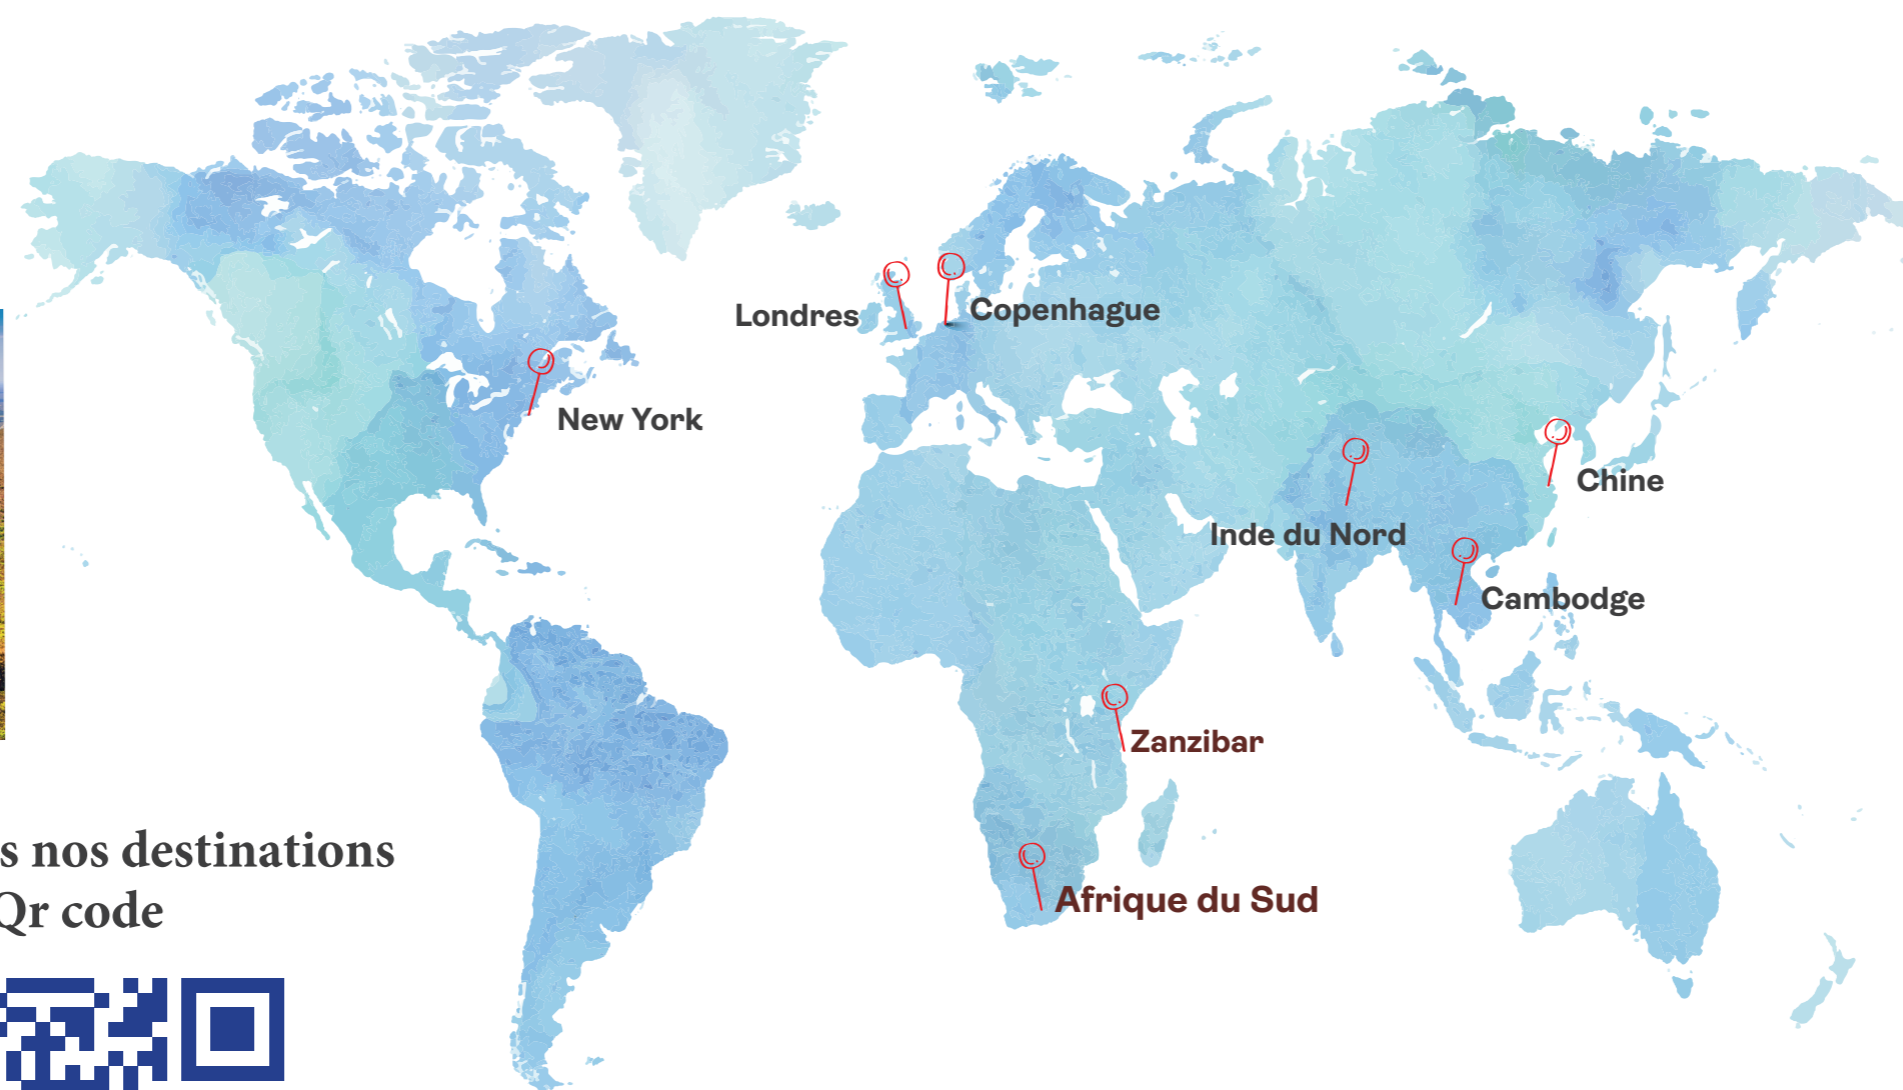 Londres
Copenhague
New York
Chine
Inde du Nord
Cambodge
Zanzibar
nos destinations
Afrique du Sud
Qr code